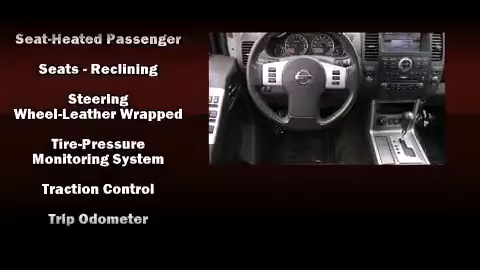 Seat-Heated Passenger
Seats - Reclining
Steering
Wheel-Leather Wrapped
Tire-Pressure
Monitoring System
Traction Control
Trip Odometer